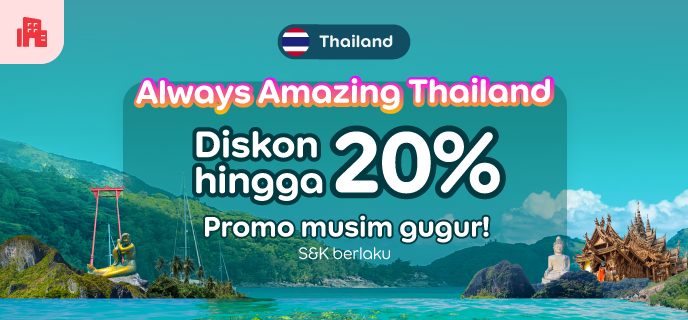 Thailand
Always Amazing Thailand
Diskon
hingga
20%
Promo musim gugur!
S&K berlaku